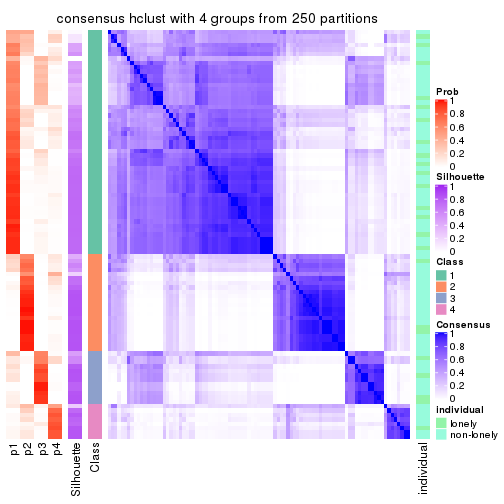 consensus hclust with 4 groups from 250 partitions
p1
p2
p3
p4
Silhouette
Class
individual
Prob
1
0.8
0.6
0.4
0.2
0
Silhouette
1
0.8
0.6
0.4
0.2
0
Class
1
2
3
4
Consensus
1
0.8
0.6
0.4
0.2
0
individual
lonely
non-lonely